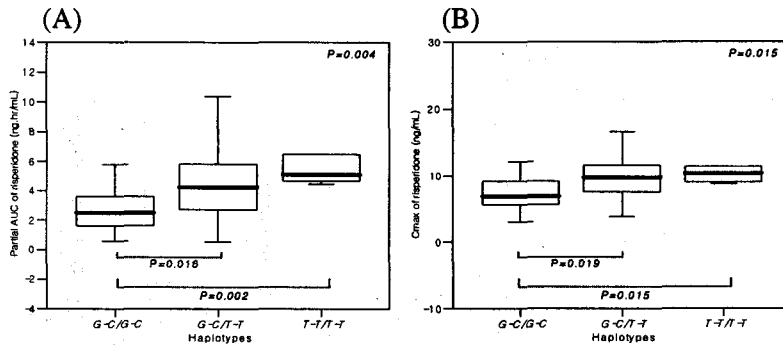 (A)
P=0.004
Partial AUC of risperidone (ng.hr/mL)
14
12
10
8
6
4
2
0
-2
-4
P=0.016
P=0.002
G-C/G-C
G-C/T-T
T-T/T-T
Haplotypes
(B)
P=0.015
Cmax of risperidone (ng/mL)
30
20
10
0
-10
P=0.019
P=0.015
G-C/G-C
G-C/T-T
T-T/T-T
Haplotypes